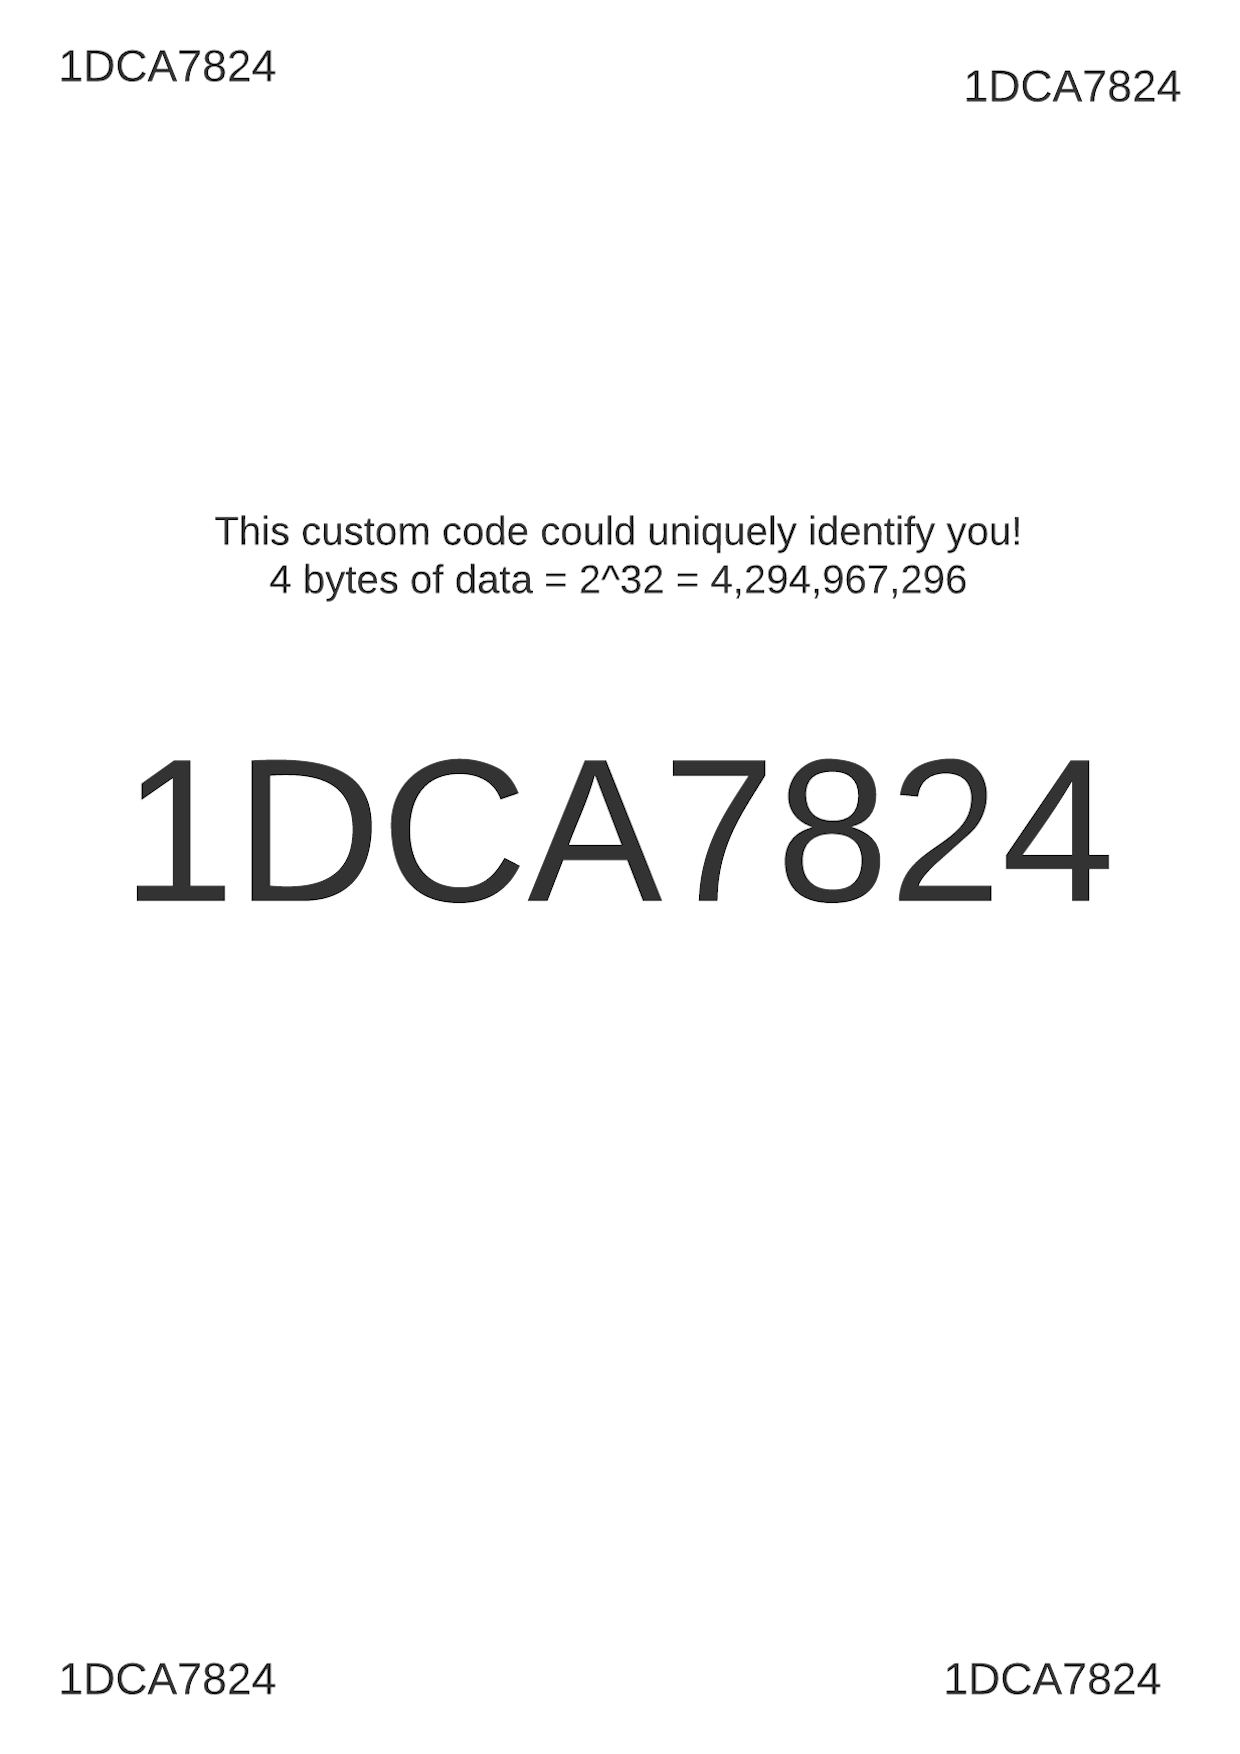 1DCA7824
1DCA7824
This custom code could uniquely identify you!
4 bytes of data = 2^32 = 4,294,967,296
1DCA7824
1DCA7824
1DCA7824